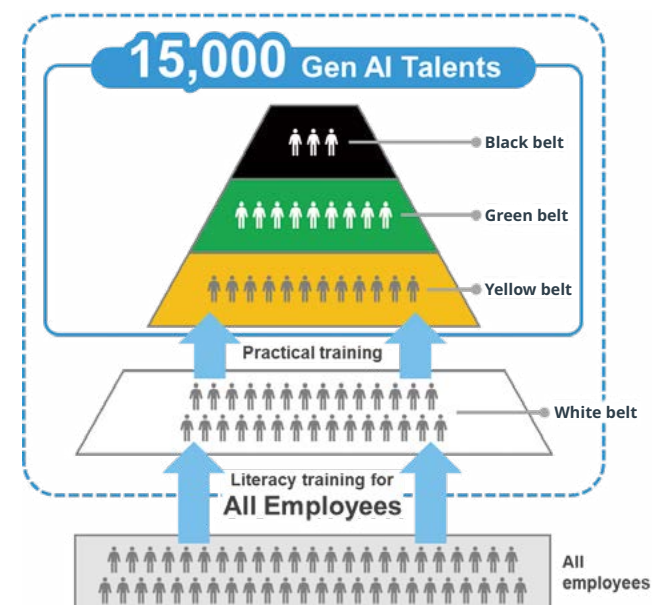 15,000 Gen AI Talents
Black belt
Green belt
Yellow belt
Practical training
White belt
Literacy training for
All Employees
All
employees